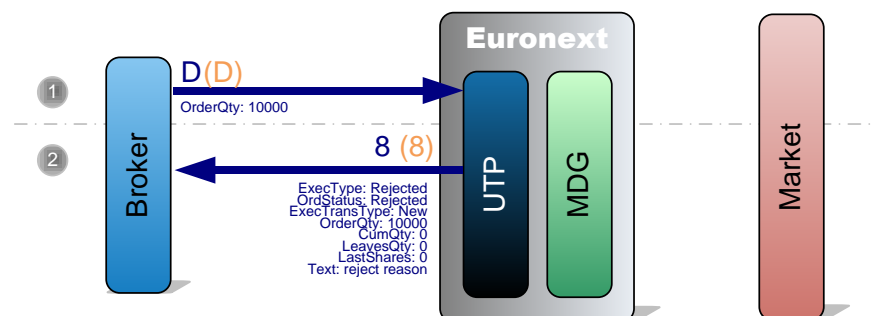 Euronext
D(D)
1
OrderQty: 10000
Broker
UTP
MDG
Market
2
8 (8)
ExecType: Rejected
OrdStatus: Rejected
ExecTransType: New
OrderQty: 10000
CumQty: 0
LeavesQty: 0
LastShares: 0
Text: reject reason